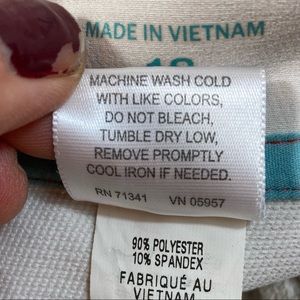 MADE IN VIETNAM
MACHINE WASH COLD
WITH LIKE COLORS,
DO NOT BLEACH,
TUMBLE DRY LOW,
REMOVE PROMPTLY
COOL IRON IF NEEDED.
RN 71341 VN 05957
90% POLYESTER
10% SPANDEX
FABRIQUÉ AU
VIETNAM